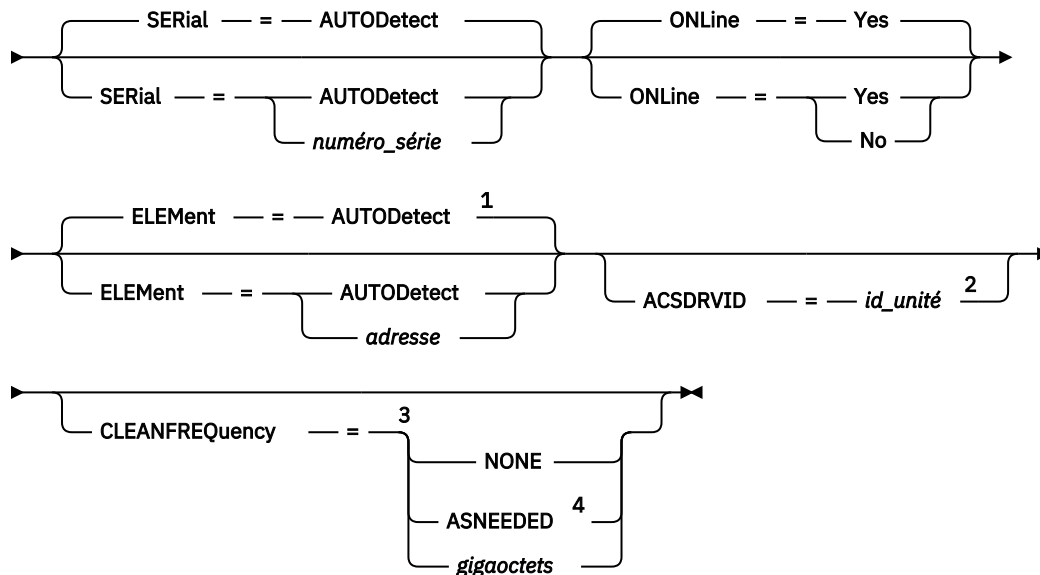 SERial = AUTODetect ONLine = Yes
SERial = AUTODetect ONLine = Yes
numéro_série No
ELEMent = AUTODetect 1
ELEMent = AUTODetect ACSDRVID = id_unité 2
adresse
CLEANFREQuency = 3
NONE
ASNEEDED 4
gigaoctets